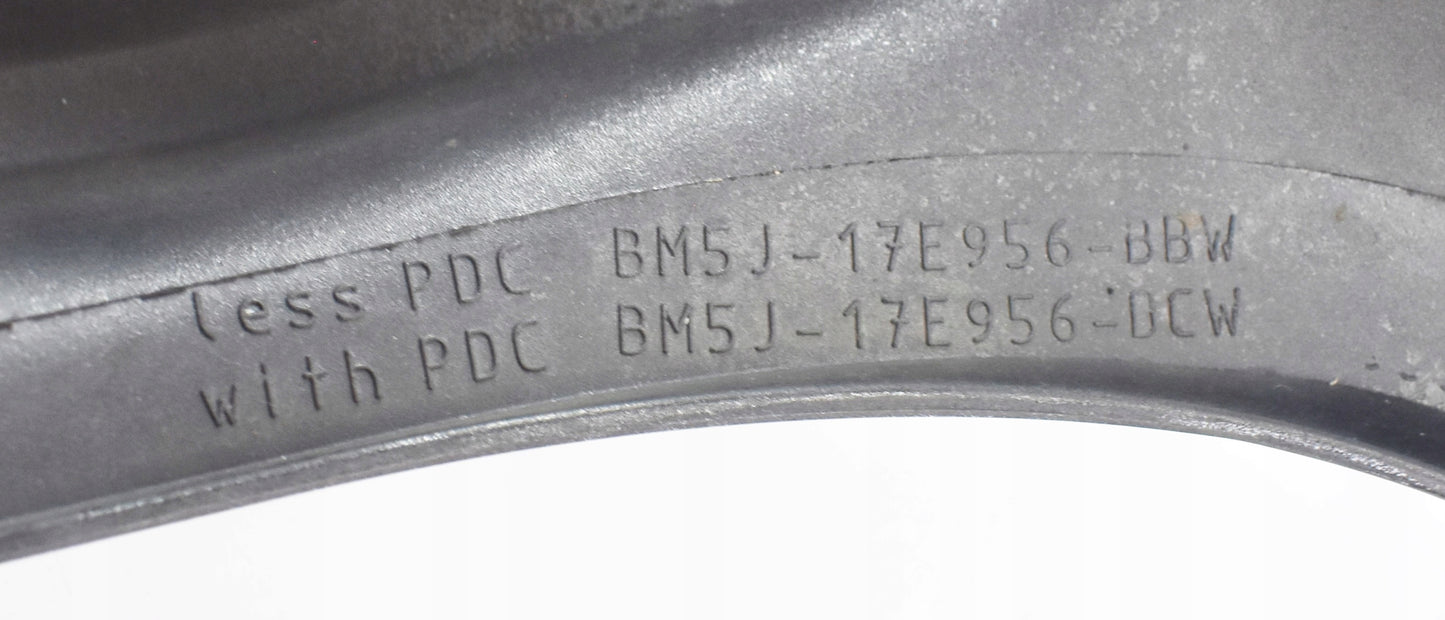 less PDC BM5J-17E956-BBW
with PDC BM5J-17E956-DCW